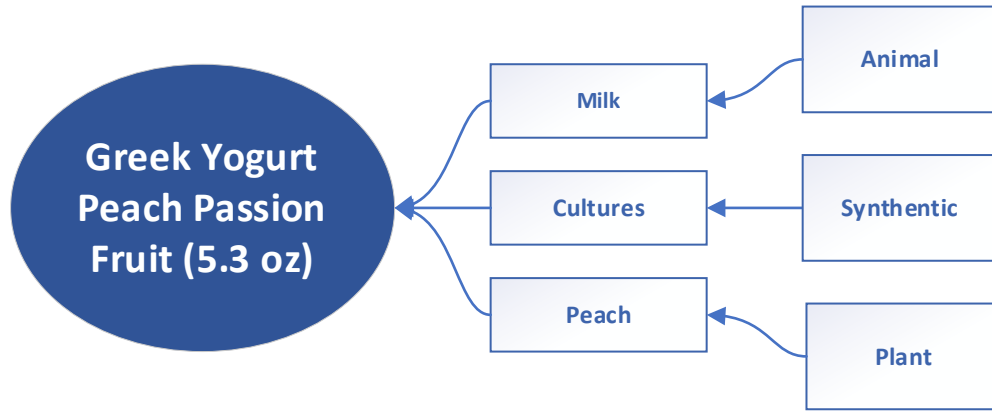 Greek Yogurt
Peach Passion
Fruit (5.3 oz)
Milk
Cultures
Peach
Animal
Synthentic
Plant